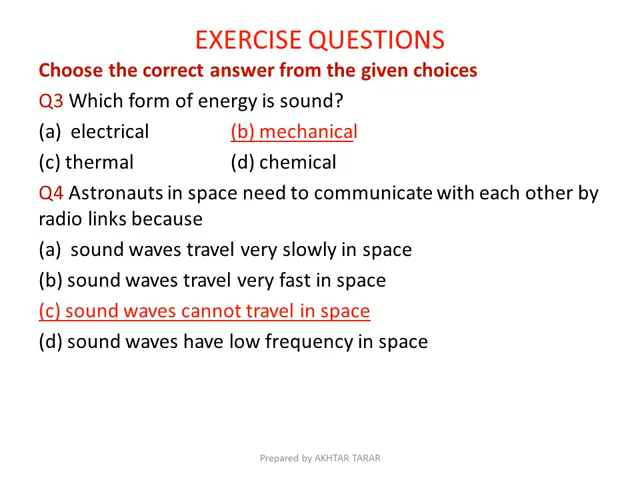 EXERCISE QUESTIONS
Choose the correct answer from the given choices
Q3 Which form of energy is sound?
(a) electrical (b) mechanical
(c) thermal (d) chemical
Q4 Astronauts in space need to communicate with each other by
radio links because
(a) sound waves travel very slowly in space
(b) sound waves travel very fast in space
(c) sound waves cannot travel in space
(d) sound waves have low frequency in space
Prepared by AKHTAR TARAR